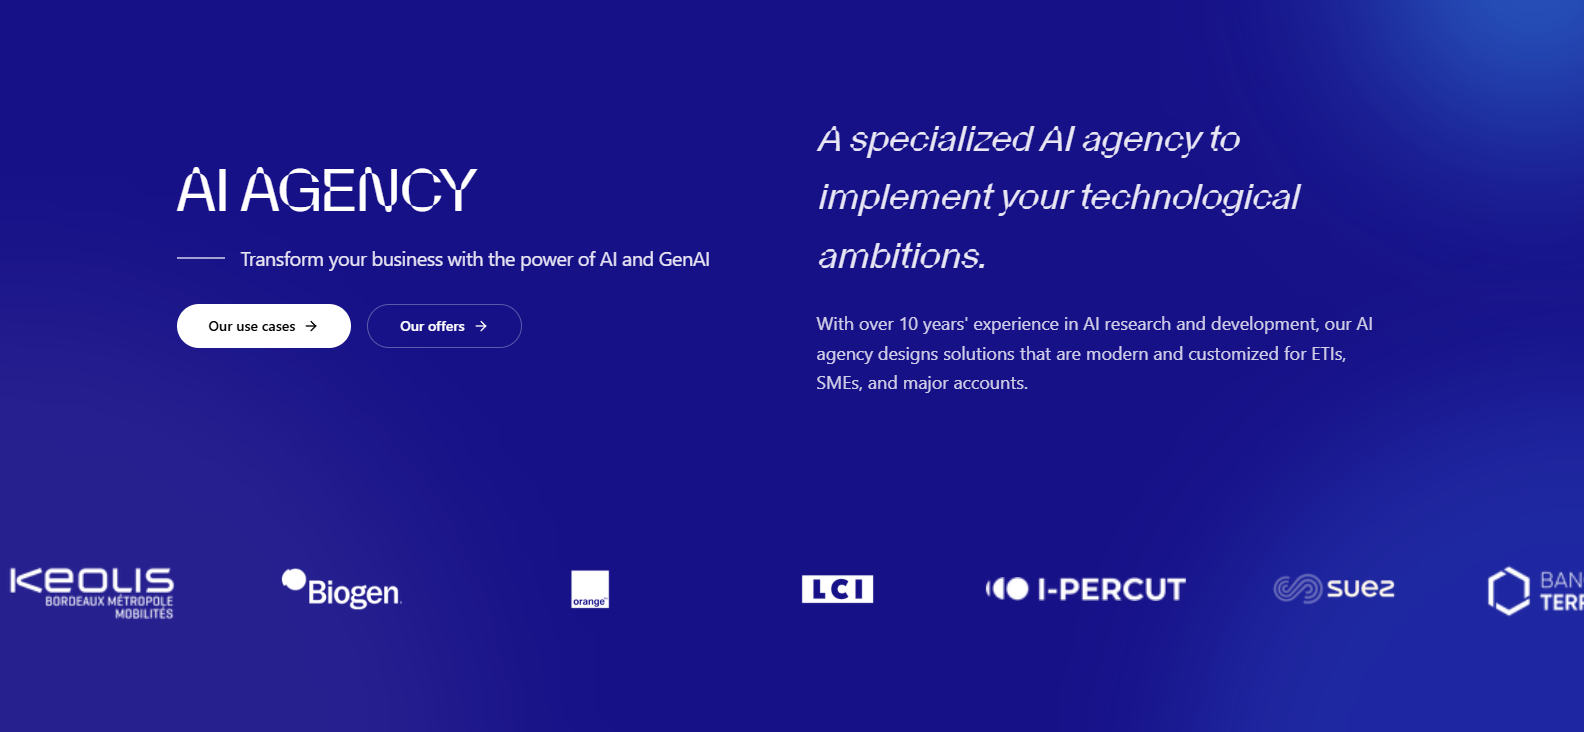 AI AGENCY
Transform your business with the power of AI and GenAI
Our use cases
Our offers
A specialized AI agency to
implement your technological
ambitions.
With over 10 years' experience in AI research and development, our AI
agency designs solutions that are modern and customized for ETIs,
SMEs, and major accounts.
KEOLIS
BORDEAUX MÉTROPOLE
MOBILITÉS
Biogen
orange
LCI
I-PERCUT
suez